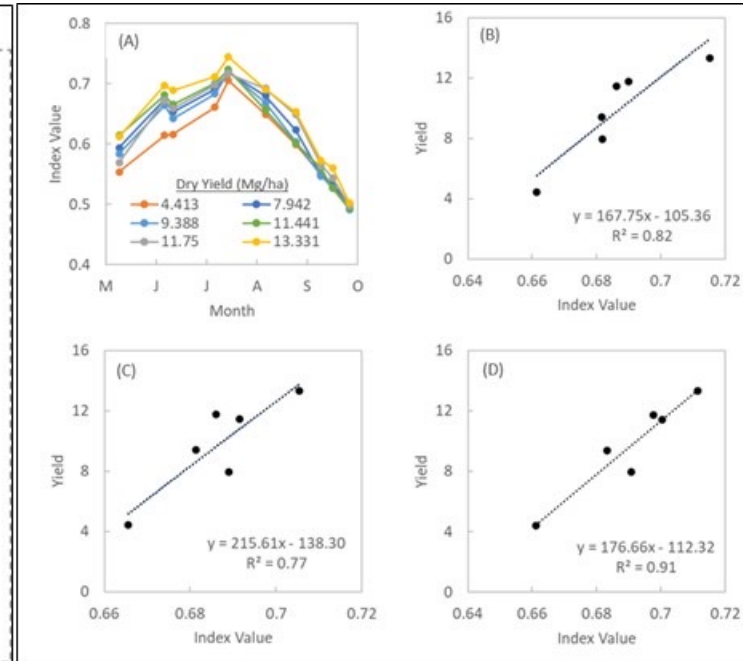 (A)
0.8
0.7
0.6
0.5
0.4
Index Value
Dry Yield (Mg/ha)
4.413 7.942
9.388 11.441
11.75 13.331
M J J A S O
Month
(B)
16
12
8
4
0
Yield
y = 167.75x - 105.36
R² = 0.82
0.64 0.66 0.68 0.7 0.72
Index Value
(C)
16
12
8
4
0
Yield
y = 215.61x - 138.30
R² = 0.77
0.66 0.68 0.7 0.72
Index Value
(D)
16
12
8
4
0
Yield
y = 176.66x - 112.32
R² = 0.91
0.64 0.66 0.68 0.7 0.72
Index Value